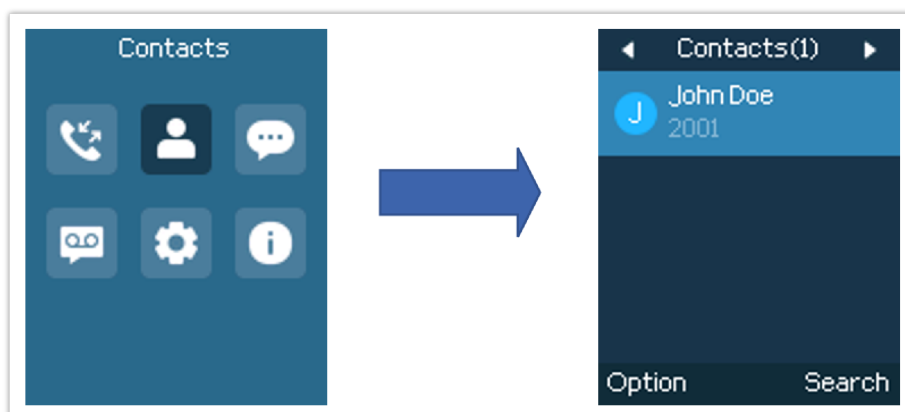 Contacts
Contacts(1)
J
John Doe
2001
Option
Search